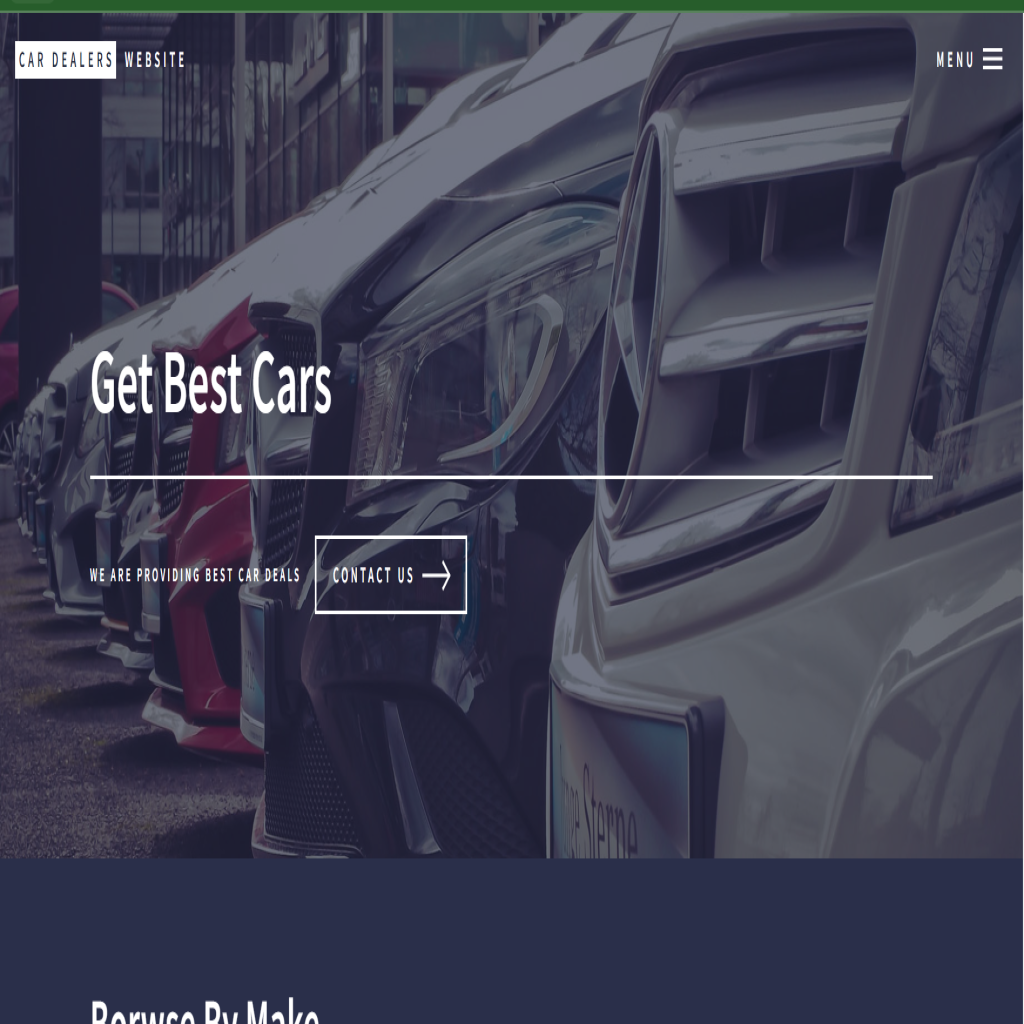 CAR DEALERS WEBSITE
MENU
Get Best Cars
WE ARE PROVIDING BEST CAR DEALS
CONTACT US
Sterne
Borwse By Make